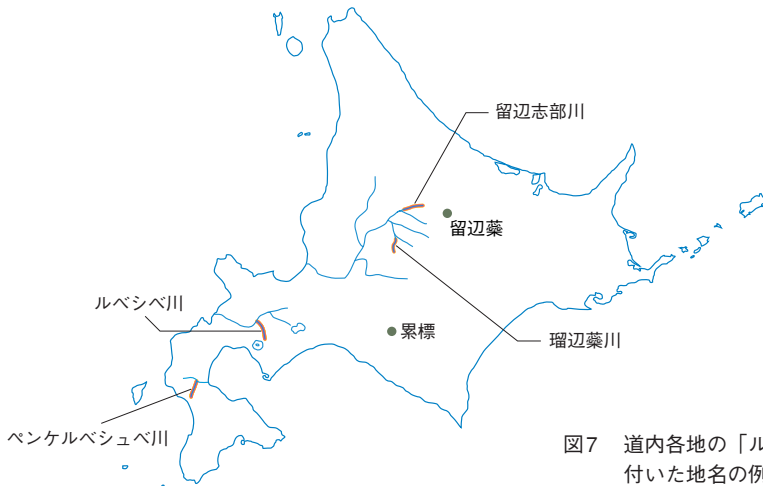 留辺志部川
留辺蘂
ルベシベ川
累標
瑠辺蘂川
ペンケルベシュベ川
図7 道内各地の「ル
付いた地名の例